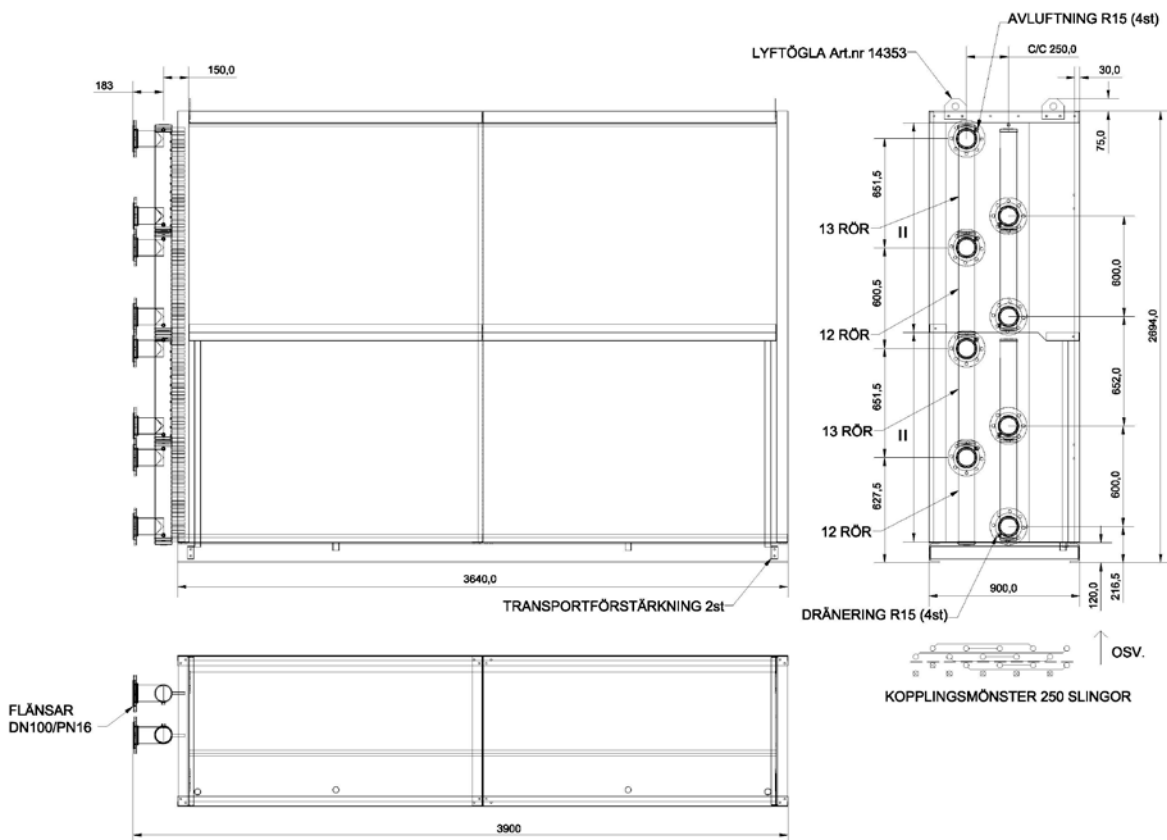 AVLUFTNING R15 (4st)
LYFTÖGLA Art.nr 14353
C/C 250,0
30,0
150,0
183
75,0
651,5
13 RÖR
II
600,5
600,0
12 RÖR
2694,0
652,0
651,5
13 RÖR
II
627,5
600,0
12 RÖR
3640,0
900,0
120,0
216,5
TRANSPORTFÖRSTÄRKNING 2st
DRÄNERING R15 (4st)
OSV.
KOPPLINGSMÖNSTER 250 SLINGOR
FLÄNSAR
DN100/PN16
3900